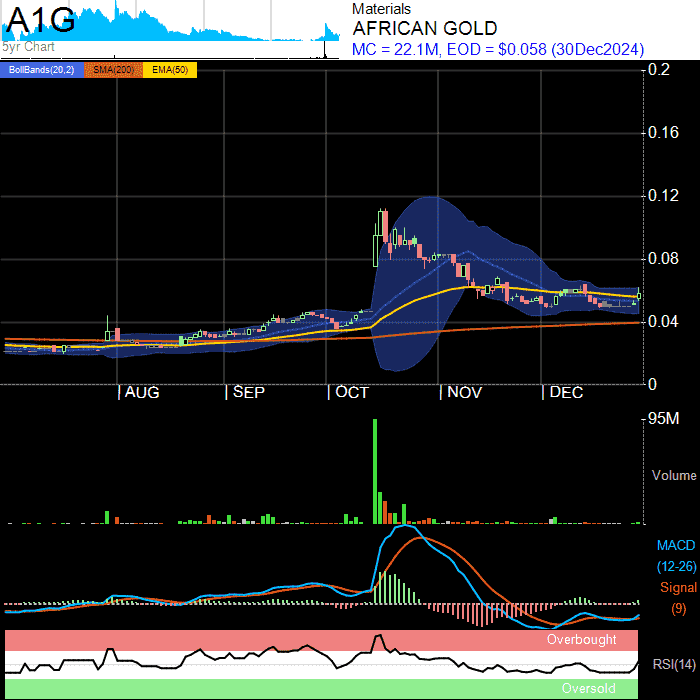 A1G
5yr Chart
Materials
AFRICAN GOLD
MC = 22.1M, EOD = $0.058 (30Dec2024)
BollBands(20,2) SMA(200) EMA(50)
0.2
0.16
0.12
0.08
0.04
0
AUG SEP OCT NOV DEC
95M
Volume
MACD
(12-26)
Signal
(9)
Overbought
RSI(14)
Oversold